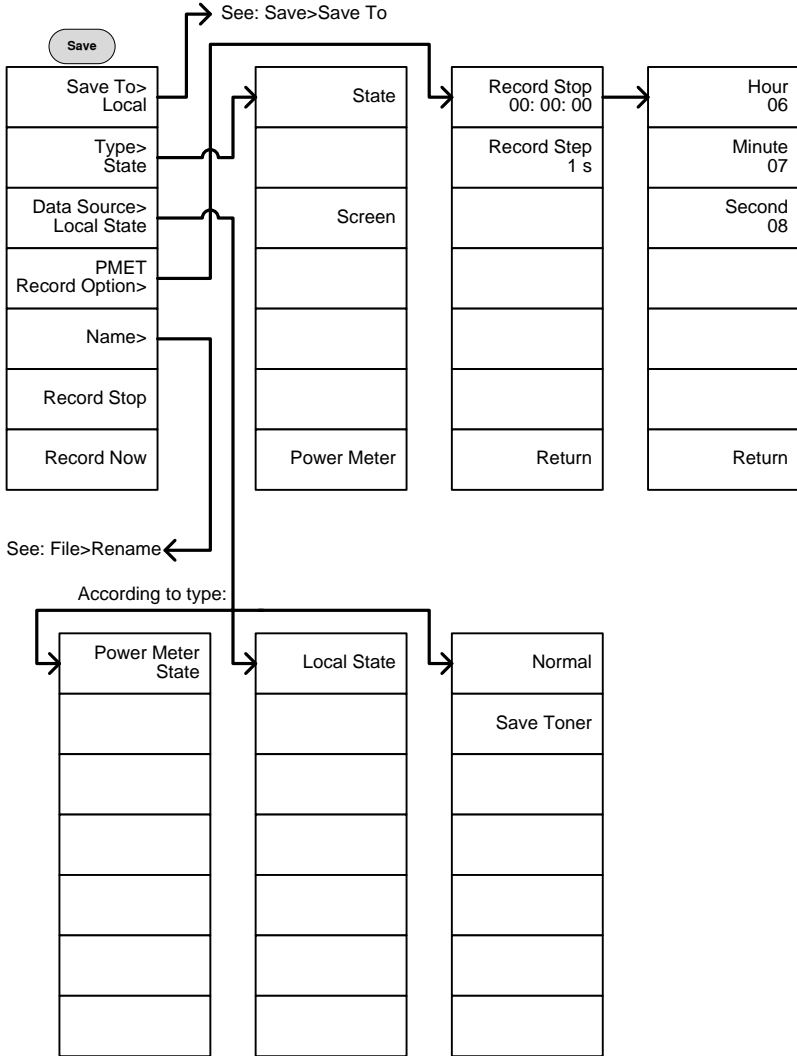 See: Save>Save To
Save
Save To>
Local
Type>
State
Data Source>
Local State
PMET
Record Option>
Name>
Record Stop
Record Now
State
Screen
Power Meter
Record Stop
00: 00: 00
Record Step
1 s
Return
Hour
06
Minute
07
Second
08
Return
See: File>Rename
According to type:
Power Meter
State
Local State
Normal
Save Toner